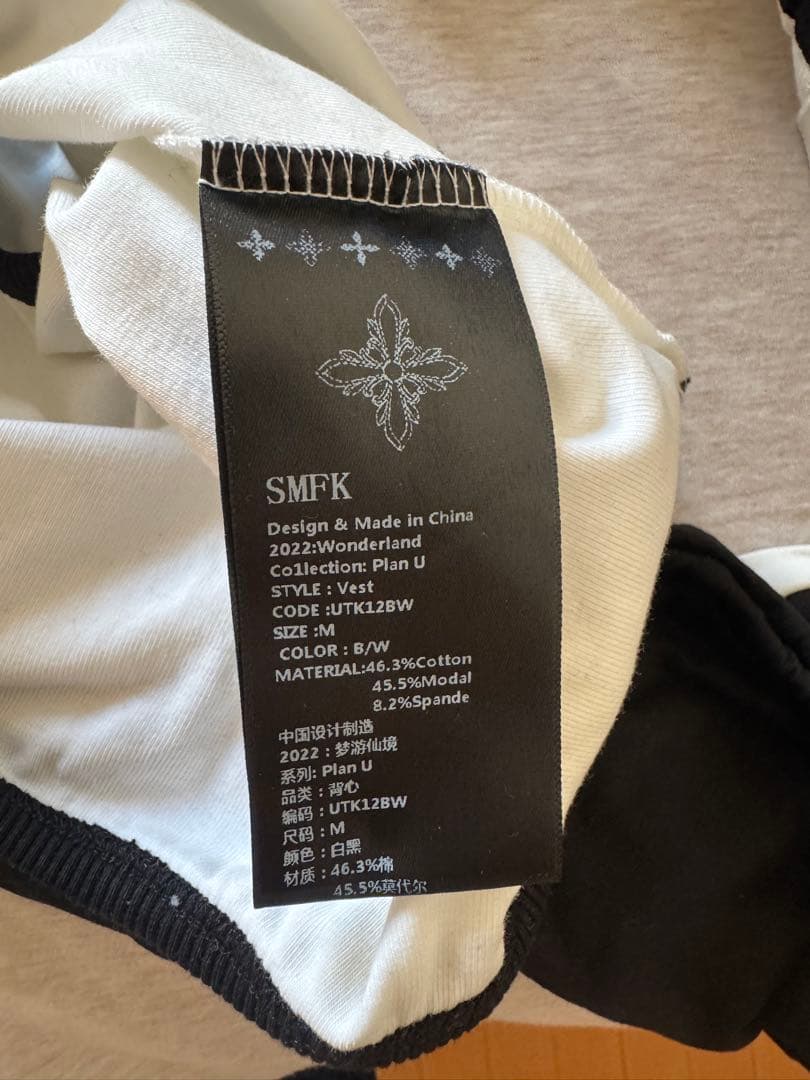 SMFK
Design & Made in China
2022:Wonderland
Co1lection: Plan U
STYLE : Vest
CODE :UTK12BW
SIZE :M
COLOR : B/W
MATERIAL:46.3%Cotton
45.5%Modal
8.2%Spande
中国设计制造
2022 : 梦游仙境
系列: Plan U
品类 : 背心
编码 : UTK12BW
尺码 : M
颜色 : 白黑
材质 : 46.3%棉
45.5%莫代尔